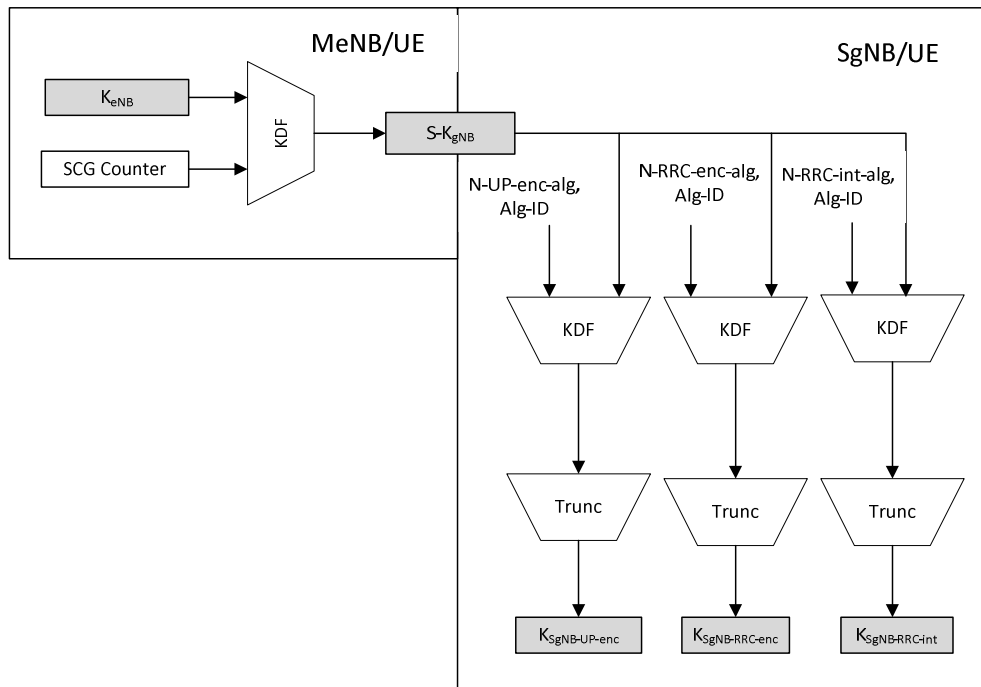 MeNB/UE
SgNB/UE
KeNB
KDF
SCG Counter
S-KgNB
N-UP-enc-alg,
Alg-ID
N-RRC-enc-alg,
Alg-ID
N-RRC-int-alg,
Alg-ID
KDF
KDF
KDF
Trunc
Trunc
Trunc
KSgNB-UP-enc
KSgNB-RRC-enc
KSgNB-RRC-int